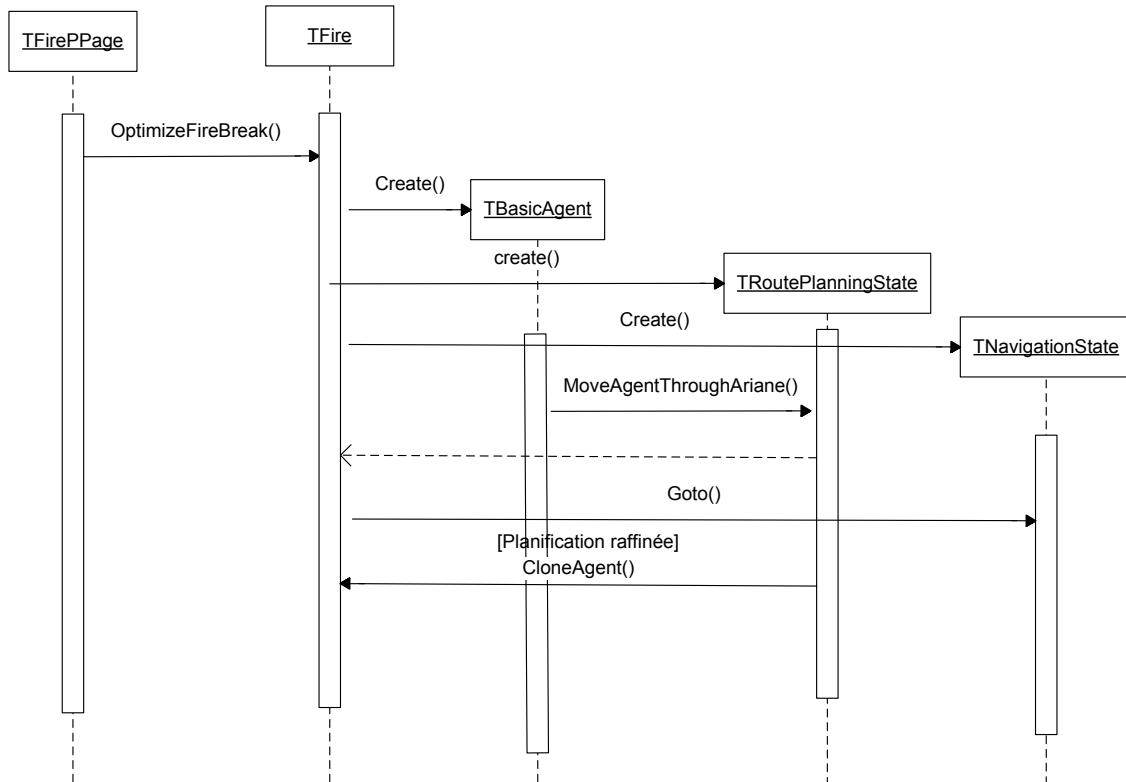 TFirePPage
TFire
OptimizeFireBreak()
Create()
TBasicAgent
create()
TRoutePlanningState
Create()
TNavigationState
MoveAgentThroughAriane()
Goto()
[Planification raffinée]
CloneAgent()